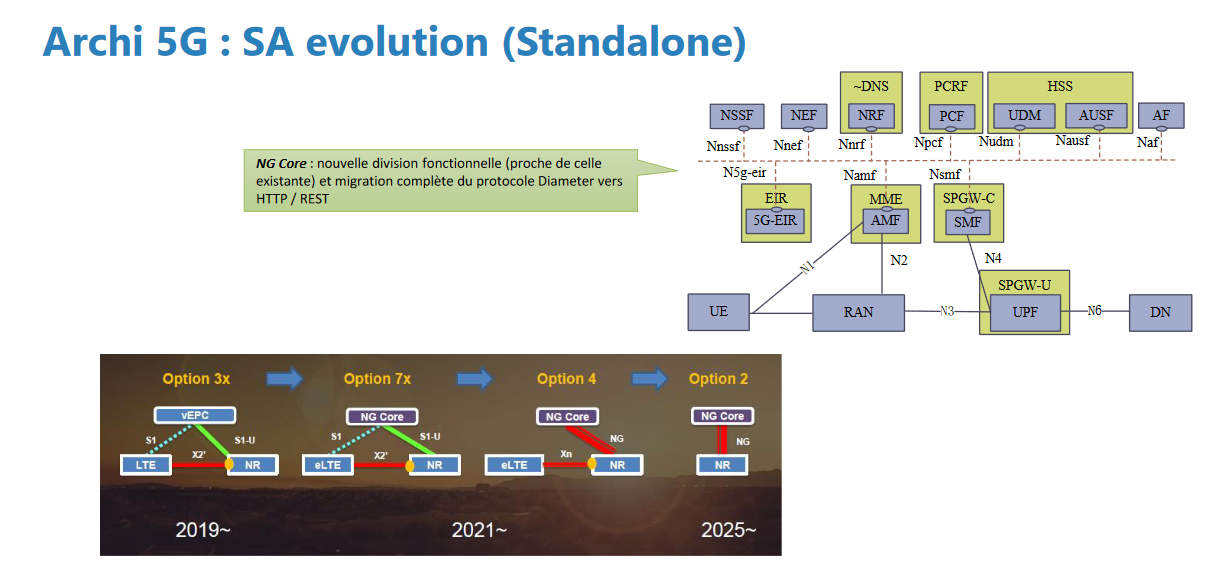 Archi 5G : SA evolution (Standalone)
~DNS PCRF HSS
NSSF NEF NRF PCF UDM AUSF AF
Nnssf Nnef Nnrf Npcf Nudm Nausf Naf
NG Core : nouvelle division fonctionnelle (proche de celle
existante) et migration complète du protocole Diameter vers
HTTP / REST
N5g-eir Namf Nsmf
EIR MME SPGW-C
5G-EIR AMF SMF
N1 N2 N4
SPGW-U
UE RAN N3 UPF N6 DN
Option 3x Option 7x Option 4 Option 2
vEPC NG Core NG Core NG Core
S1 S1-U S1 S1-U NG NG
X2' X2' Xn
LTE NR eLTE NR eLTE NR NR
2019~ 2021~ 2025~